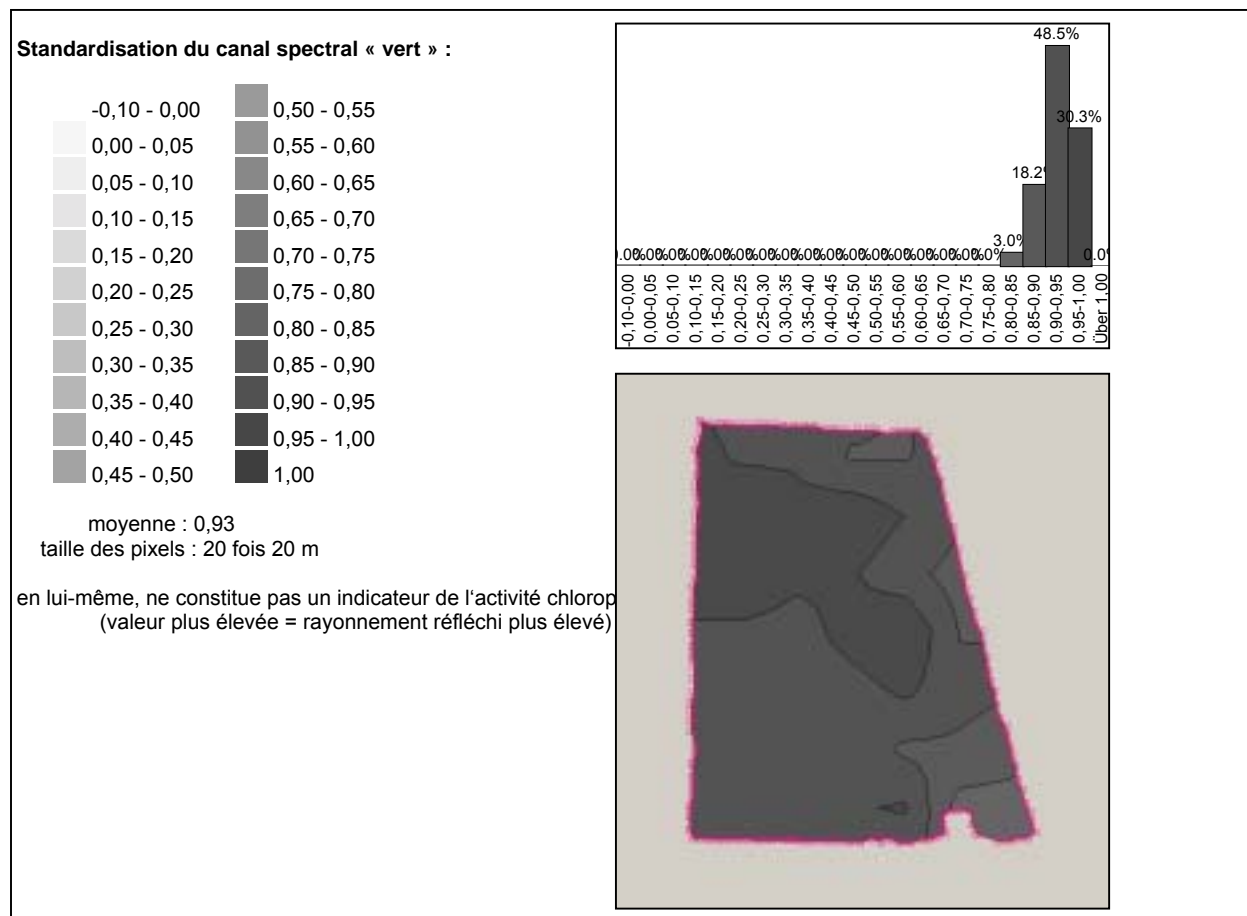 Standardisation du canal spectral « vert » :
-0,10 - 0,00
0,00 - 0,05
0,05 - 0,10
0,10 - 0,15
0,15 - 0,20
0,20 - 0,25
0,25 - 0,30
0,30 - 0,35
0,35 - 0,40
0,40 - 0,45
0,45 - 0,50
0,50 - 0,55
0,55 - 0,60
0,60 - 0,65
0,65 - 0,70
0,70 - 0,75
0,75 - 0,80
0,80 - 0,85
0,85 - 0,90
0,90 - 0,95
0,95 - 1,00
1,00
moyenne : 0,93
taille des pixels : 20 fois 20 m
en lui-même, ne constitue pas un indicateur de l‘activité chlorop
(valeur plus élevée = rayonnement réfléchi plus élevé)
48.5%
30.3%
18.2%
3.0%
-0,10-0,00
0,00-0,05
0,05-0,10
0,10-0,15
0,15-0,20
0,20-0,25
0,25-0,30
0,30-0,35
0,35-0,40
0,40-0,45
0,45-0,50
0,50-0,55
0,55-0,60
0,60-0,65
0,65-0,70
0,70-0,75
0,75-0,80
0,80-0,85
0,85-0,90
0,90-0,95
0,95-1,00
Über 1,00